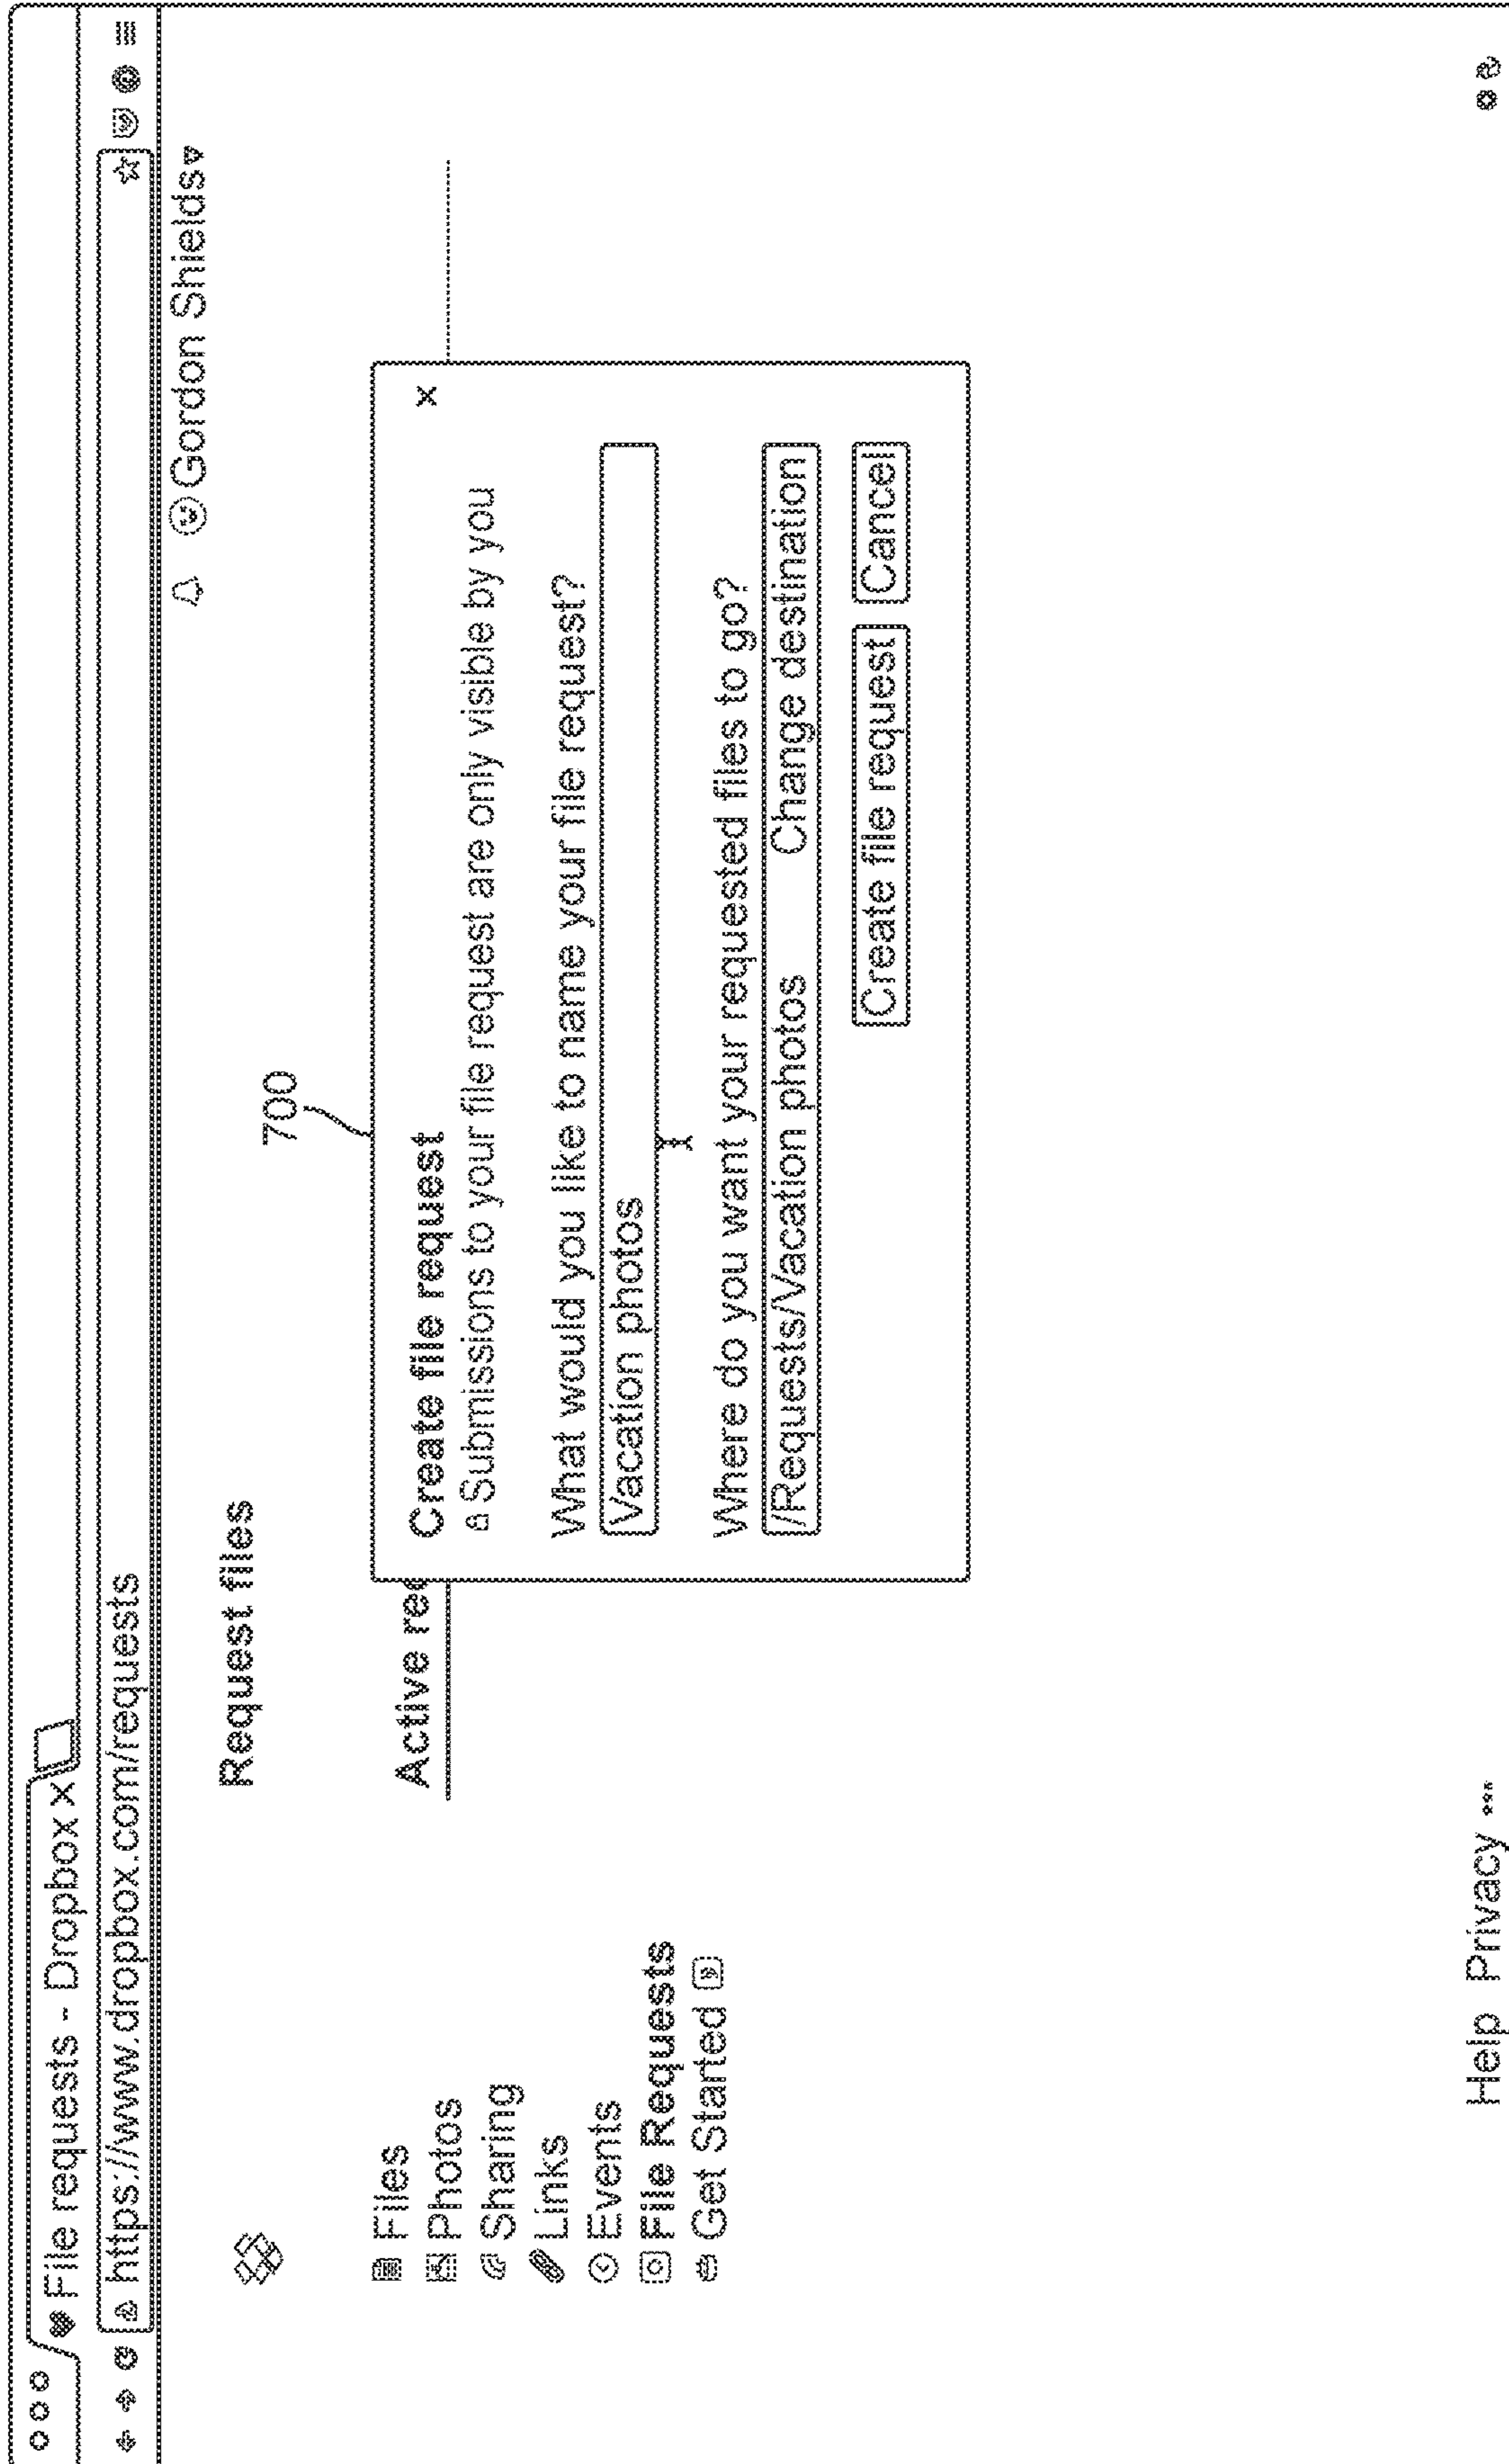 File requests - Dropbox X
https://www.dropbox.com/requests
Gordon Shields
Request files
700
Files
Photos
Sharing
Links
Events
File Requests
Get Started
Active req
Create file request x
Submissions to your file request are only visible by you
What would you like to name your file request?
Vacation photos
Where do you want your requested files to go?
/Requests/Vacation photos Change destination
Create file request Cancel
Help Privacy •••